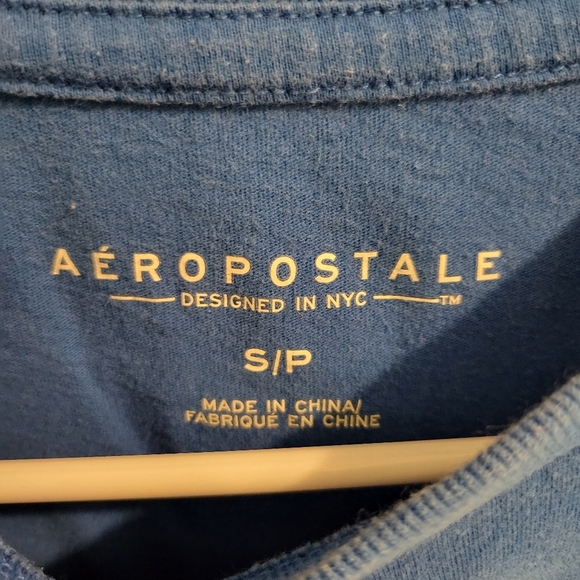 AÉROPOSTALE
DESIGNED IN NYC TM
S/P
MADE IN CHINA/
FABRIQUÉ EN CHINE